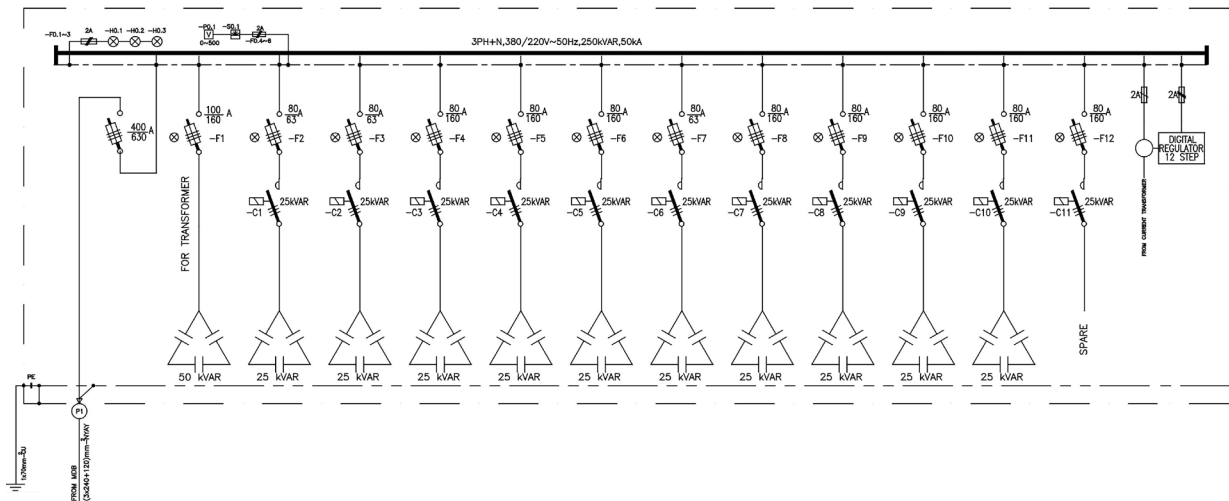 -F0.1~3
2A
-H0.1 -H0.2 -H0.3
-P0.1
V
0~500
-S0.1
2A
-F0.4~6
3PH+N,380/220V~50Hz,250kVAR,50kA
400/630 A
100/160 A
-F1
80/63 A
-F2
80/63 A
-F3
80/160 A
-F4
80/160 A
-F5
80/160 A
-F6
80/63 A
-F7
80/160 A
-F8
80/160 A
-F9
80/160 A
-F10
80/160 A
-F11
80/160 A
-F12
2A
2A
DIGITAL
REGULATOR
12 STEP
FROM CURRENT TRANSFORMER
FOR TRANSFORMER
25kVAR
-C1
25kVAR
-C2
25kVAR
-C3
25kVAR
-C4
25kVAR
-C5
25kVAR
-C6
25kVAR
-C7
25kVAR
-C8
25kVAR
-C9
25kVAR
-C10
25kVAR
-C11
SPARE
50 kVAR
25 kVAR
25 kVAR
25 kVAR
25 kVAR
25 kVAR
25 kVAR
25 kVAR
25 kVAR
25 kVAR
25 kVAR
PE
P1
1x70mm²-CU
FROM MDB
(3x240+120)mm²-NYAY